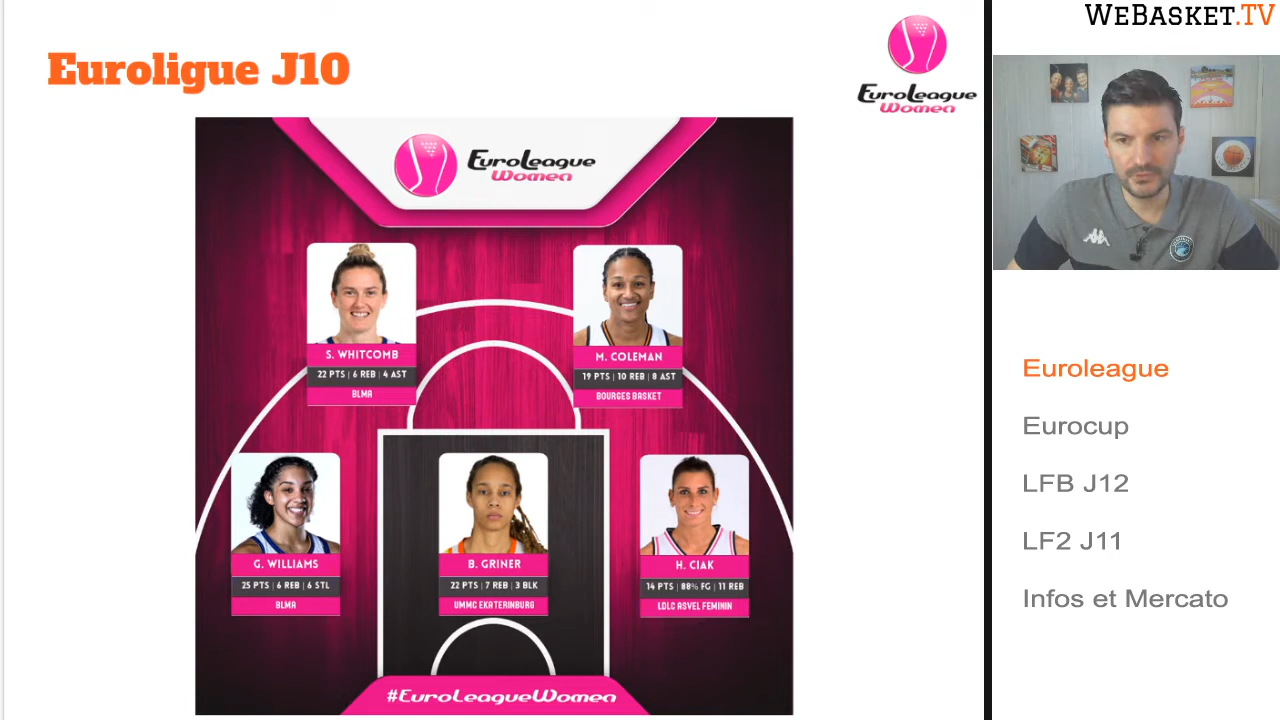 WeBasket.TV
Euroligue J10
EuroLeague
Women
EuroLeague
Women
S. WHITCOMB
22 PTS | 6 REB | 4 AST
BLMA
M. COLEMAN
19 PTS | 10 REB | 8 AST
BOURGES BASKET
G. WILLIAMS
25 PTS | 6 REB | 6 STL
BLMA
B. GRINER
22 PTS | 7 REB | 3 BLK
UMMC EKATERINBURG
H. CIAK
14 PTS | 88% FG | 11 REB
LDLC ASVEL FEMININ
#EuroLeagueWomen
Euroleague
Eurocup
LFB J12
LF2 J11
Infos et Mercato